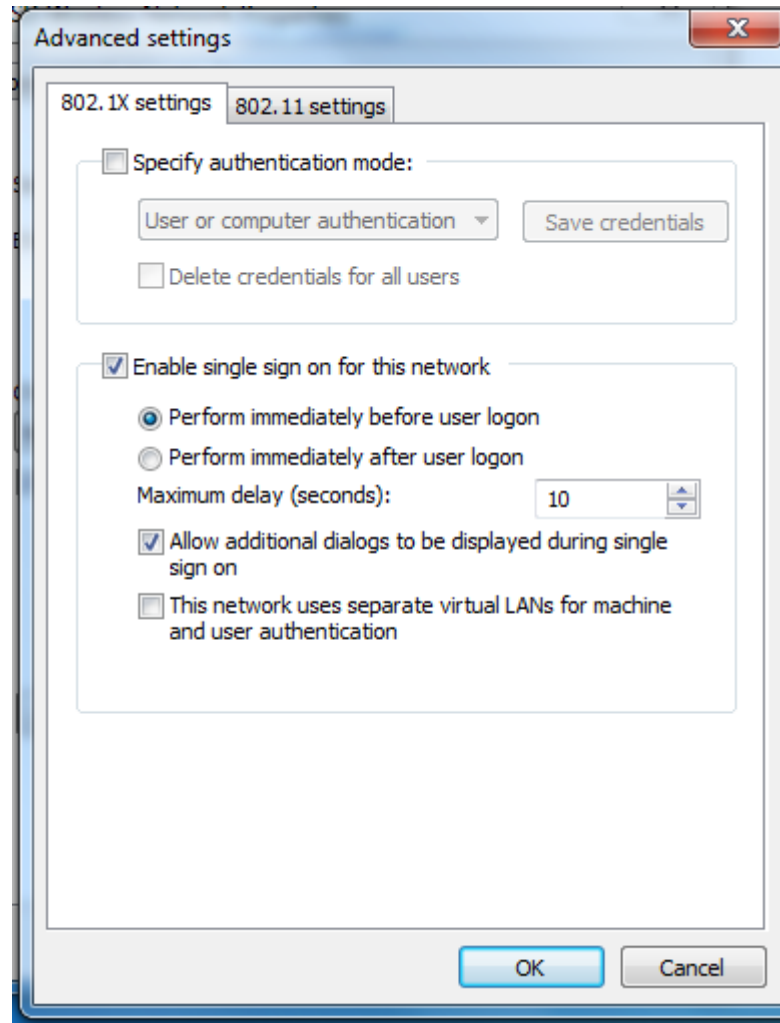 Advanced settings
802.1X settings
802.11 settings
Specify authentication mode:
User or computer authentication
Save credentials
Delete credentials for all users
Enable single sign on for this network
Perform immediately before user logon
Perform immediately after user logon
Maximum delay (seconds):
10
Allow additional dialogs to be displayed during single
sign on
This network uses separate virtual LANs for machine
and user authentication
OK
Cancel